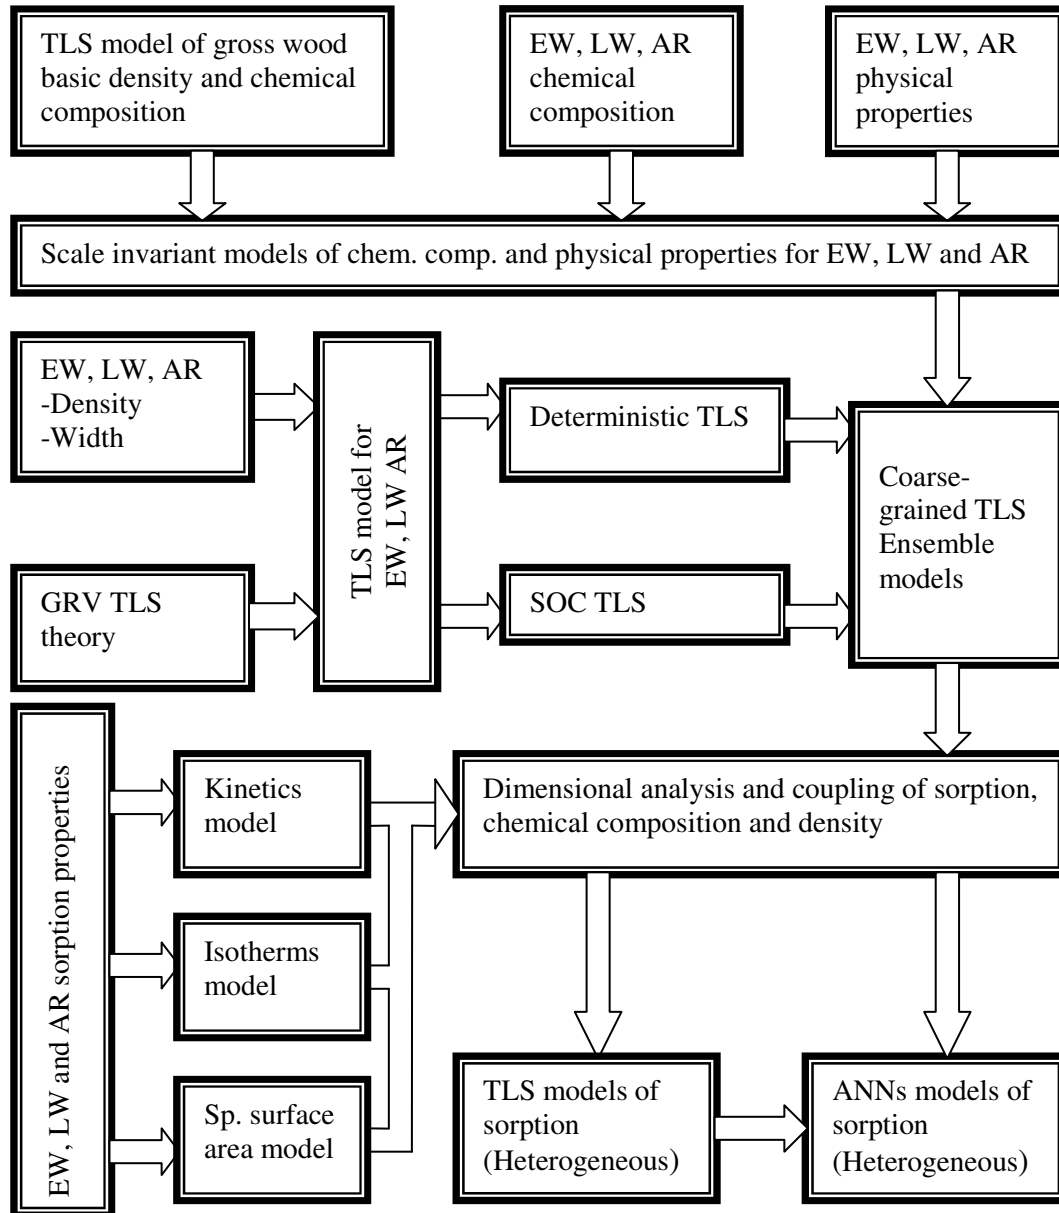 TLS model of gross wood
basic density and chemical
composition
EW, LW, AR
chemical
composition
EW, LW, AR
physical
properties
Scale invariant models of chem. comp. and physical properties for EW, LW and AR
EW, LW, AR
-Density
-Width
TLS model for
EW, LW AR
Deterministic TLS
Coarse-
grained TLS
Ensemble
models
GRV TLS
theory
SOC TLS
EW, LW and AR sorption properties
Kinetics
model
Dimensional analysis and coupling of sorption,
chemical composition and density
Isotherms
model
Sp. surface
area model
TLS models of
sorption
(Heterogeneous)
ANNs models of
sorption
(Heterogeneous)